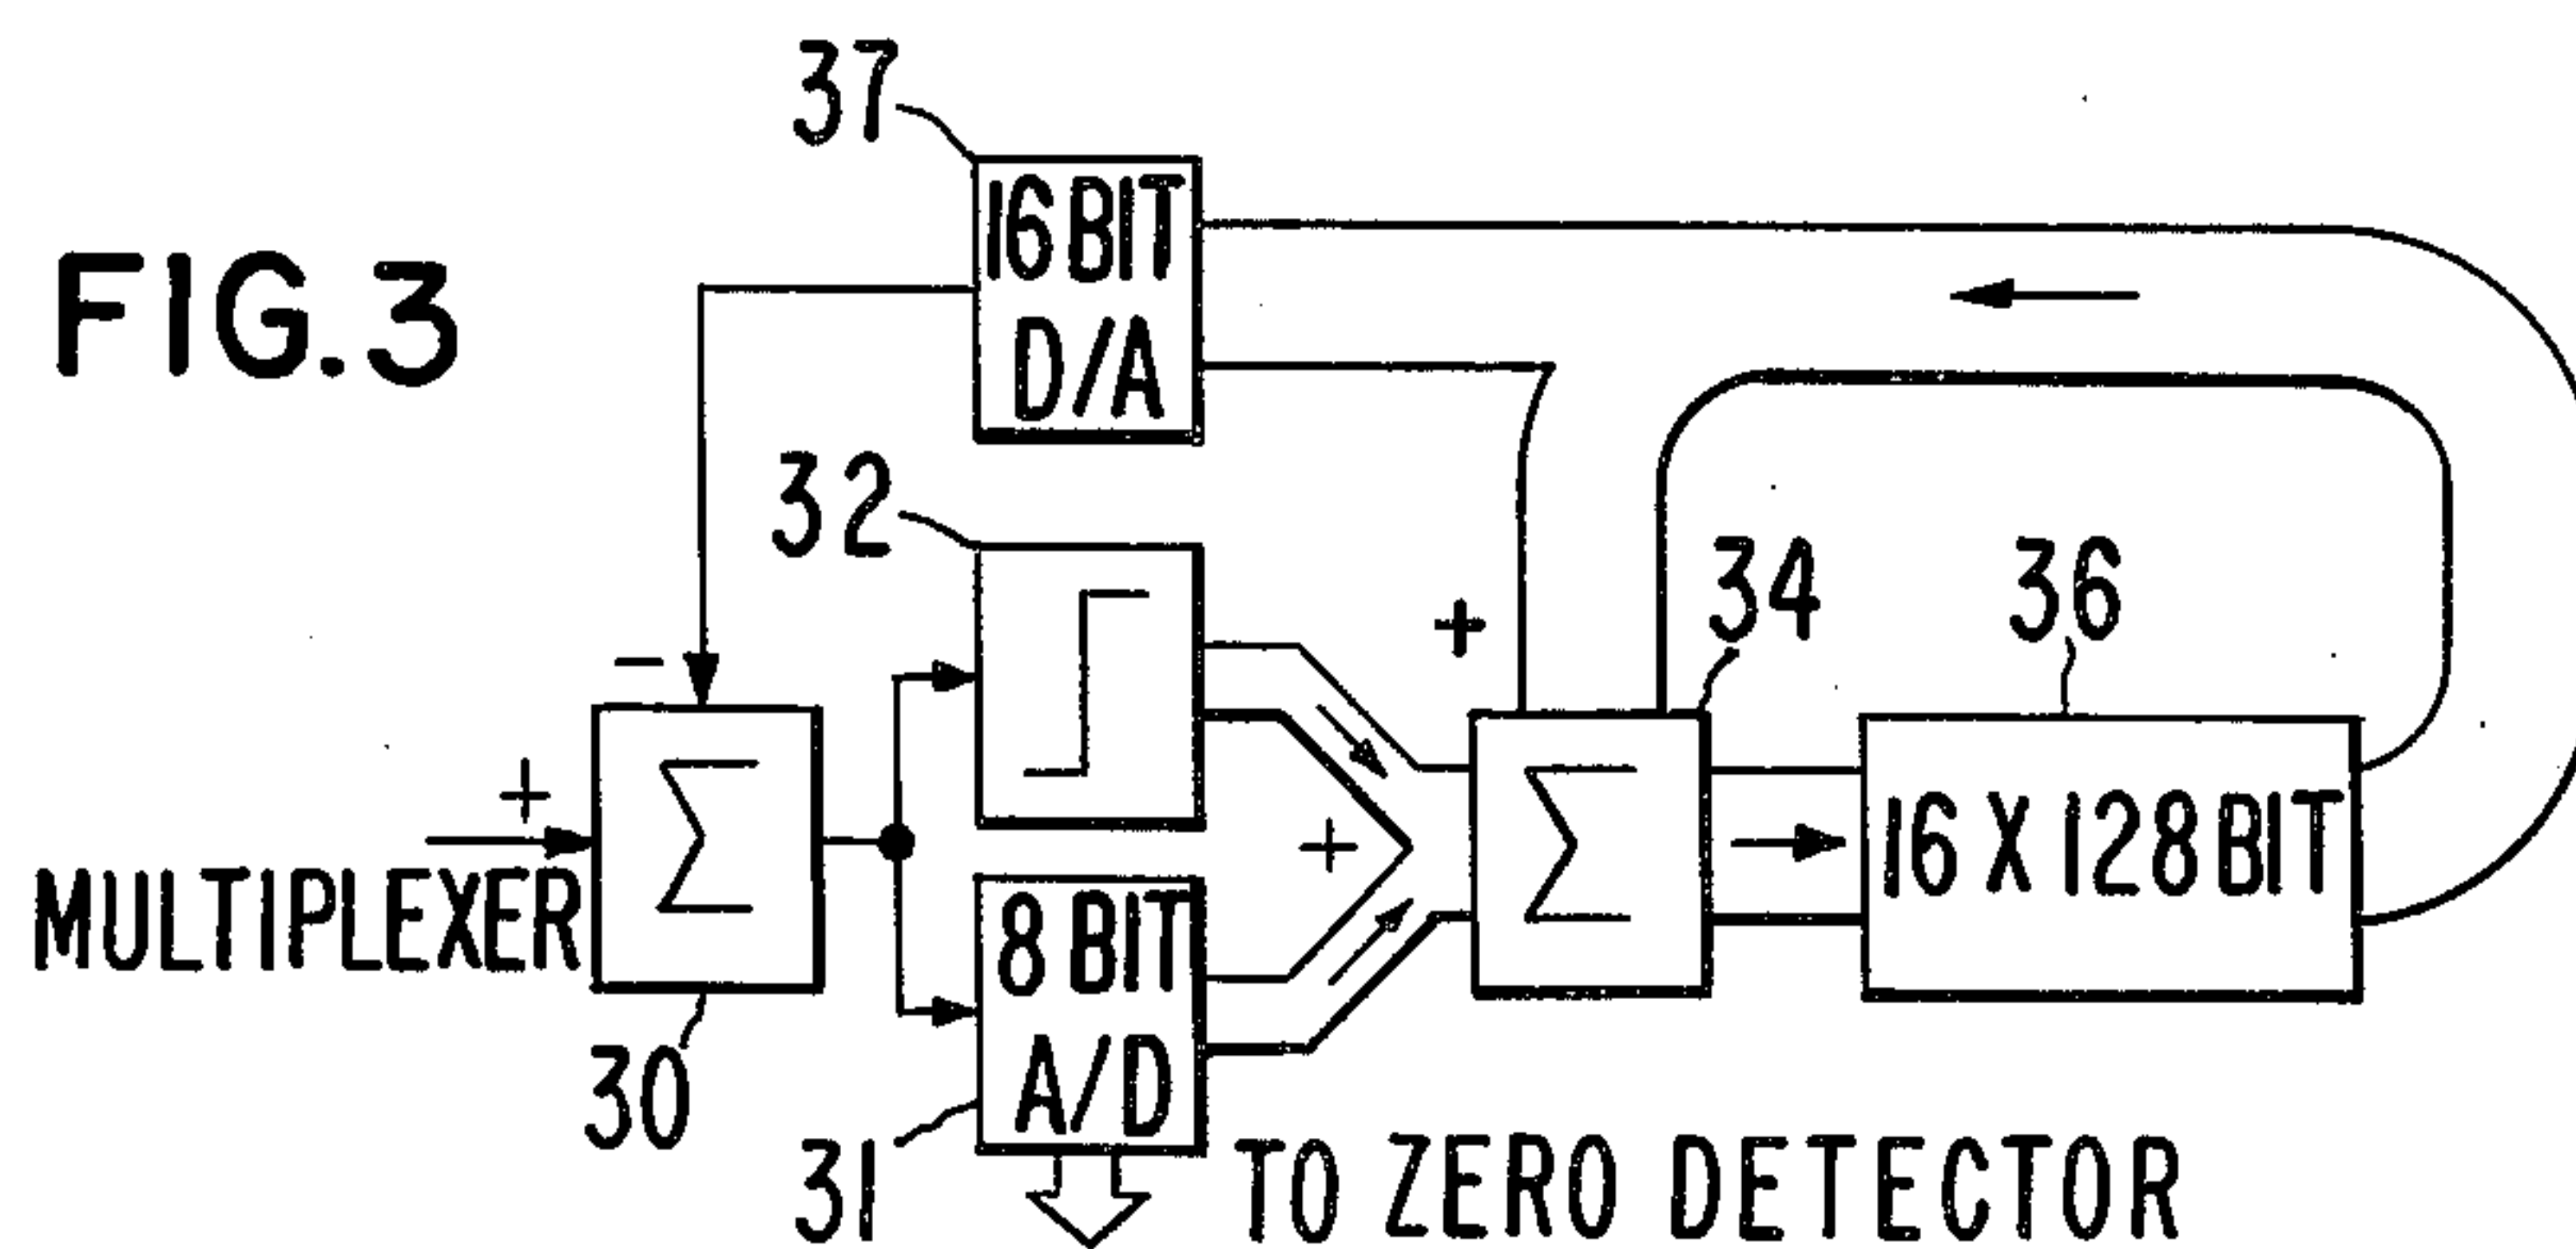 37
16 BIT
D/A
FIG. 3
32
34
36
+
-
+
Σ
MULTIPLEXER
30
+
8 BIT
A/D
31
Σ
16 X 128 BIT
TO ZERO DETECTOR